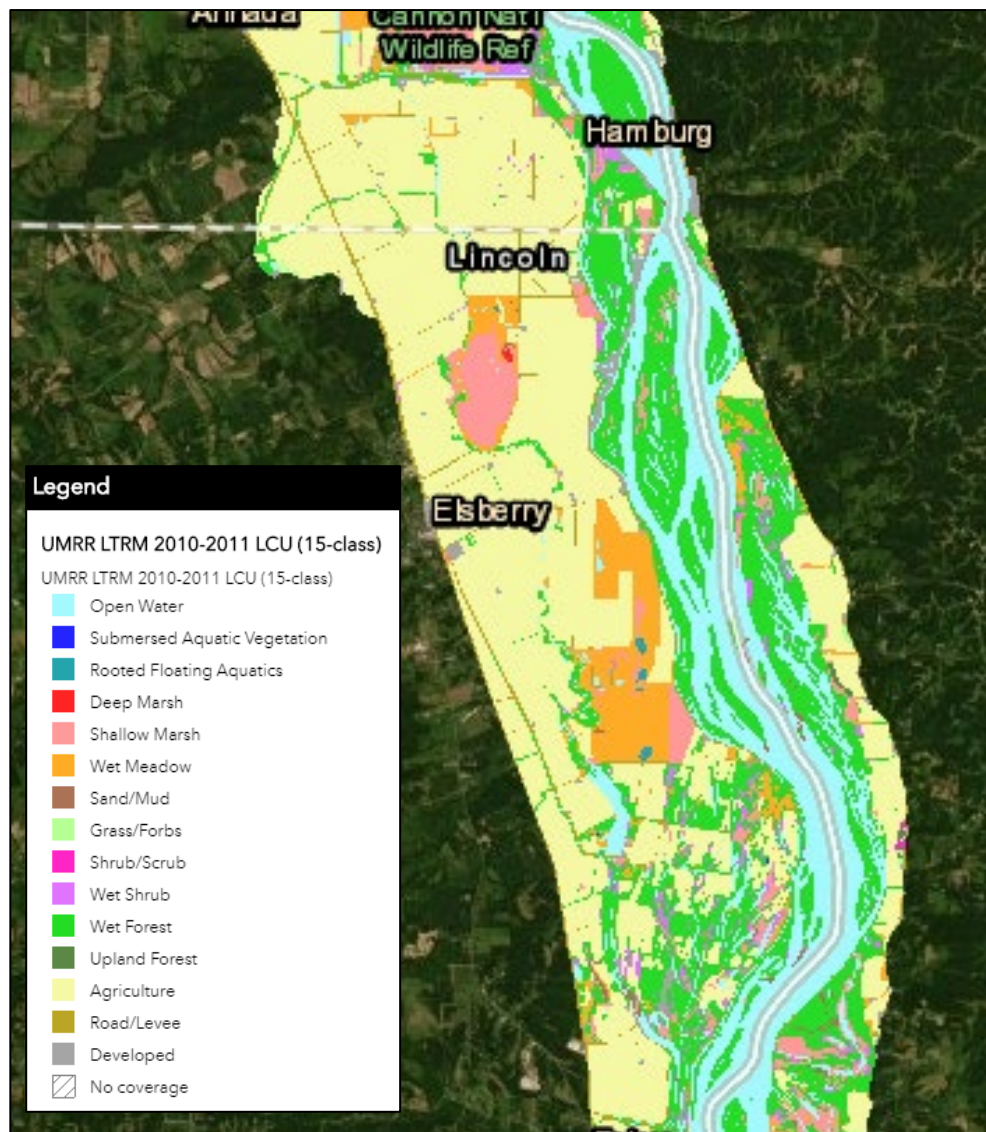 Annada
Cannon Nat'l
Wildlife Ref
Hamburg
Lincoln
Elsberry
Legend
UMRR LTRM 2010-2011 LCU (15-class)
UMRR LTRM 2010-2011 LCU (15-class)
Open Water
Submersed Aquatic Vegetation
Rooted Floating Aquatics
Deep Marsh
Shallow Marsh
Wet Meadow
Sand/Mud
Grass/Forbs
Shrub/Scrub
Wet Shrub
Wet Forest
Upland Forest
Agriculture
Road/Levee
Developed
No coverage